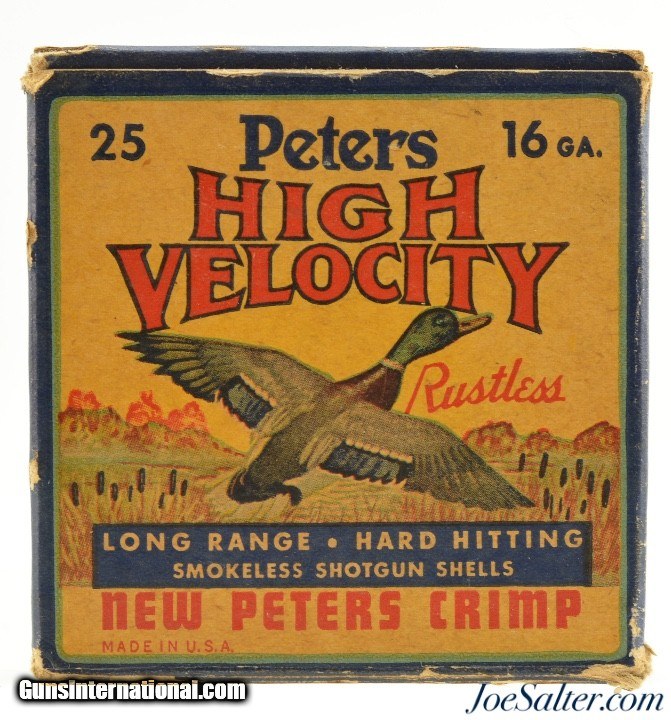 25 Peters 16 GA.
HIGH
VELOCITY
Rustless
LONG RANGE • HARD HITTING
SMOKELESS SHOTGUN SHELLS
NEW PETERS CRIMP
MADE IN U.S.A.
GunsInternational.com
JoeSalter.com